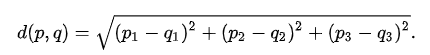 d(p, q) = √((p₁ − q₁)² + (p₂ − q₂)² + (p₃ − q₃)²).